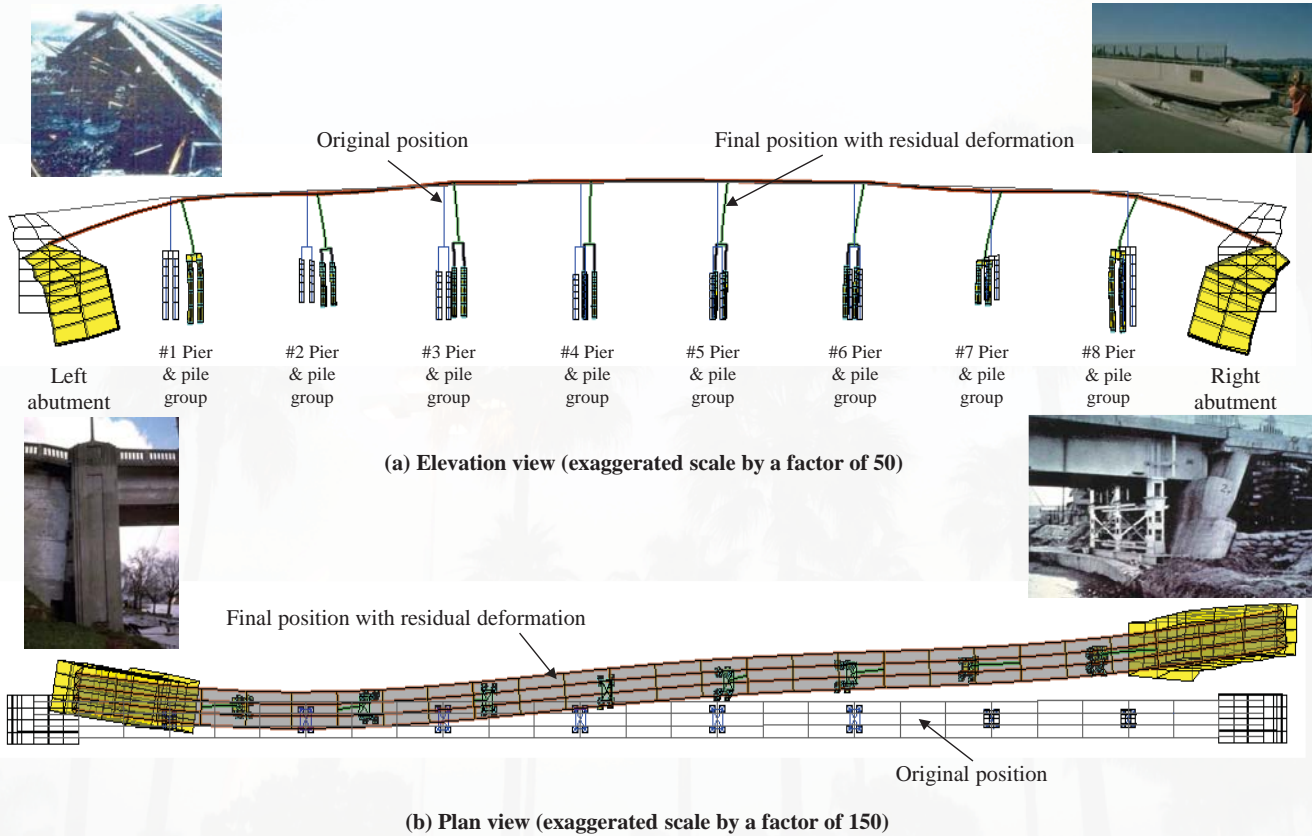 Original position
Final position with residual deformation
#1 Pier
& pile
group
#2 Pier
& pile
group
#3 Pier
& pile
group
#4 Pier
& pile
group
#5 Pier
& pile
group
#6 Pier
& pile
group
#7 Pier
& pile
group
#8 Pier
& pile
group
Left
abutment
Right
abutment
(a) Elevation view (exaggerated scale by a factor of 50)
Final position with residual deformation
Original position
(b) Plan view (exaggerated scale by a factor of 150)